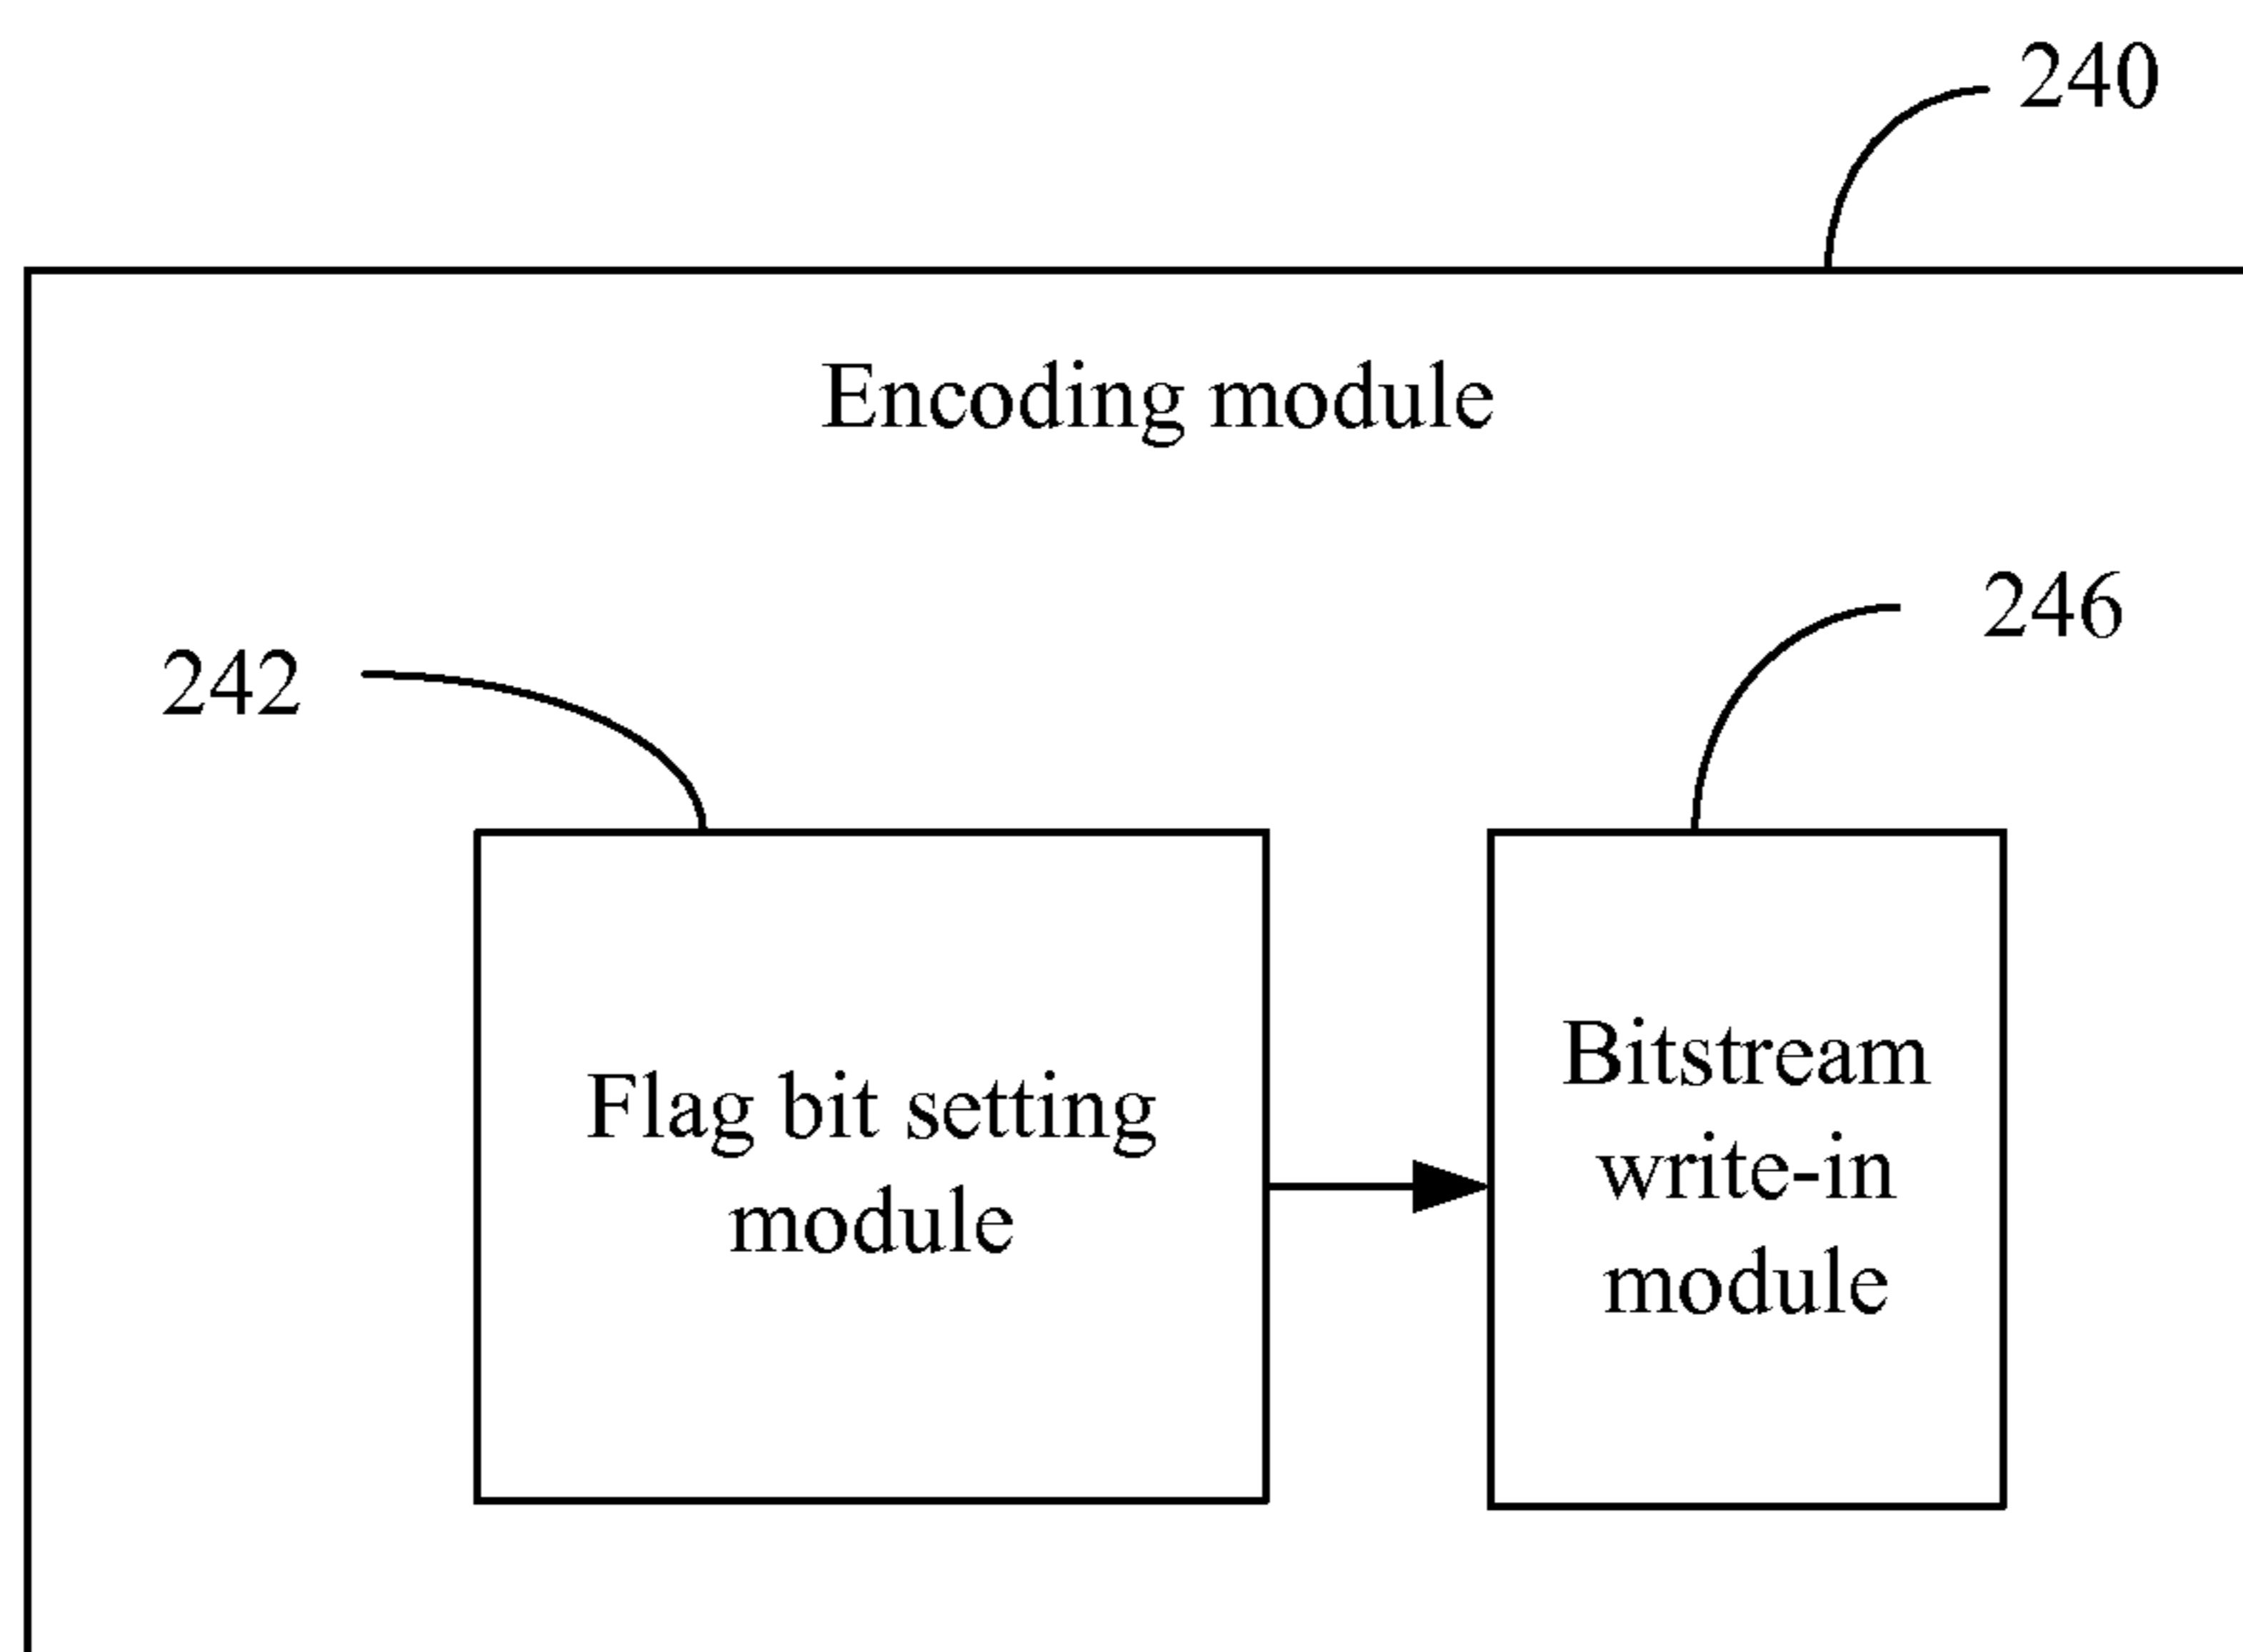 240
Encoding module
246
242
Flag bit setting
module
Bitstream
write-in
module